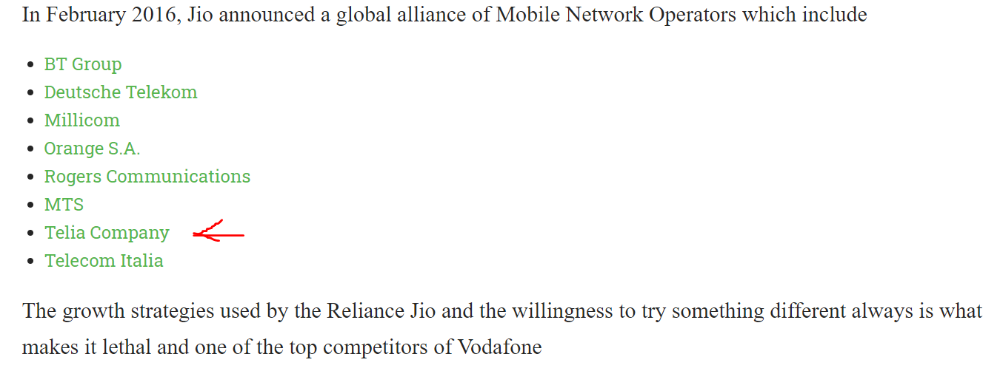 In February 2016, Jio announced a global alliance of Mobile Network Operators which include
BT Group
Deutsche Telekom
Millicom
Orange S.A.
Rogers Communications
MTS
Telia Company
Telecom Italia
The growth strategies used by the Reliance Jio and the willingness to try something different always is what
makes it lethal and one of the top competitors of Vodafone